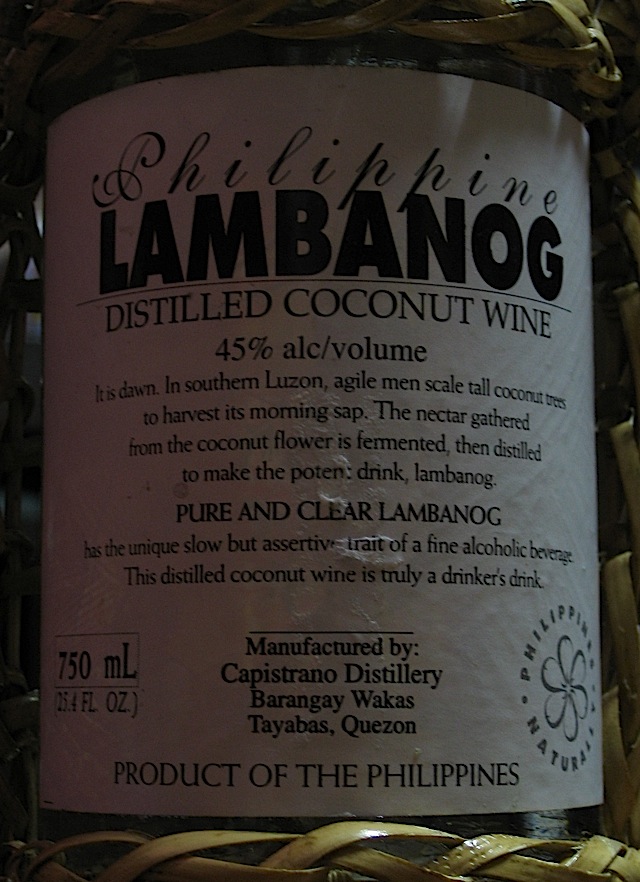 Philippine
LAMBANOG
DISTILLED COCONUT WINE
45% alc/volume
It is dawn. In southern Luzon, agile men scale tall coconut trees
to harvest its morning sap. The nectar gathered
from the coconut flower is fermented, then distilled
to make the potent drink, lambanog.
PURE AND CLEAR LAMBANOG
has the unique slow but assertive trait of a fine alcoholic beverage.
This distilled coconut wine is truly a drinker's drink.
750 mL
(25.4 FL. OZ.)
Manufactured by:
Capistrano Distillery
Barangay Wakas
Tayabas, Quezon
PHILIPPINE
NATURAL
PRODUCT OF THE PHILIPPINES